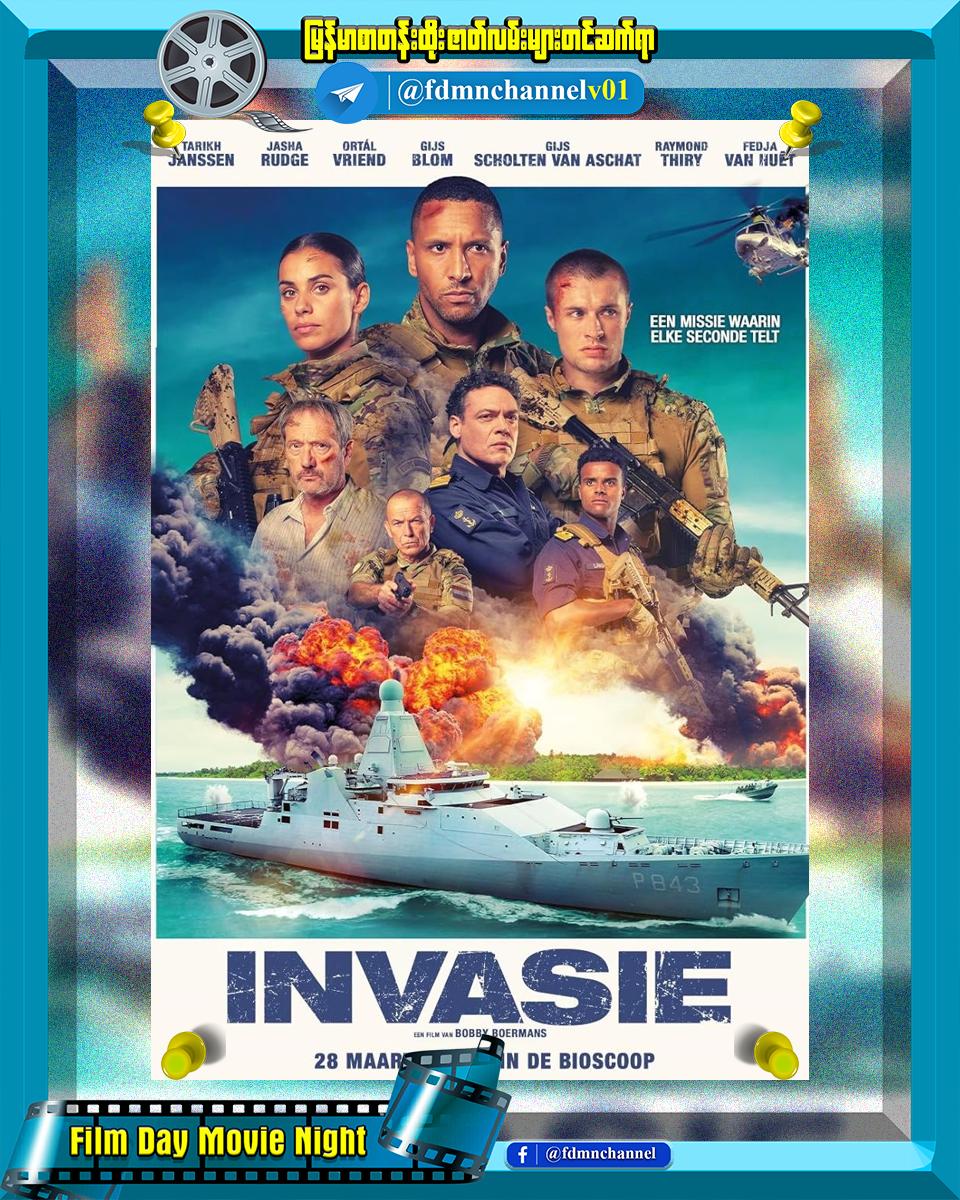 မြန်မာစာတန်းထိုးဇာတ်လမ်းများတင်ဆက်ရာ
@fdmnchannelv01
TARIKH JANSSEN
JASHA RUDGE
ORTÁL VRIEND
GIJS BLOM
GIJS SCHOLTEN VAN ASCHAT
RAYMOND THIRY
FEDJA VAN HUÊT
EEN MISSIE WAARIN
ELKE SECONDE TELT
P843
INVASIE
EEN FILM VAN BOBBY BOERMANS
28 MAAR IN DE BIOSCOOP
Film Day Movie Night
@fdmnchannel